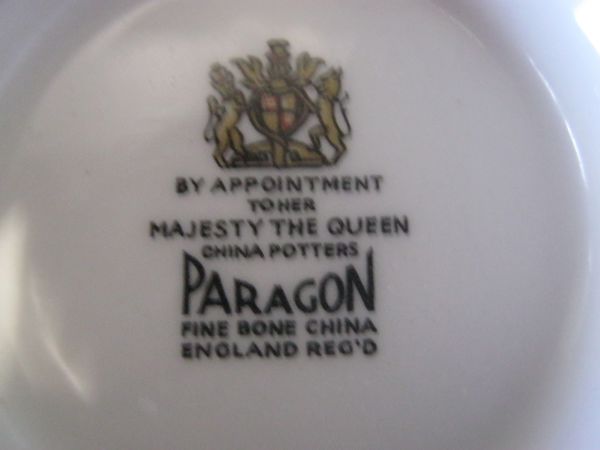 BY APPOINTMENT
TO HER
MAJESTY THE QUEEN
CHINA POTTERS
PARAGON
FINE BONE CHINA
ENGLAND REG'D